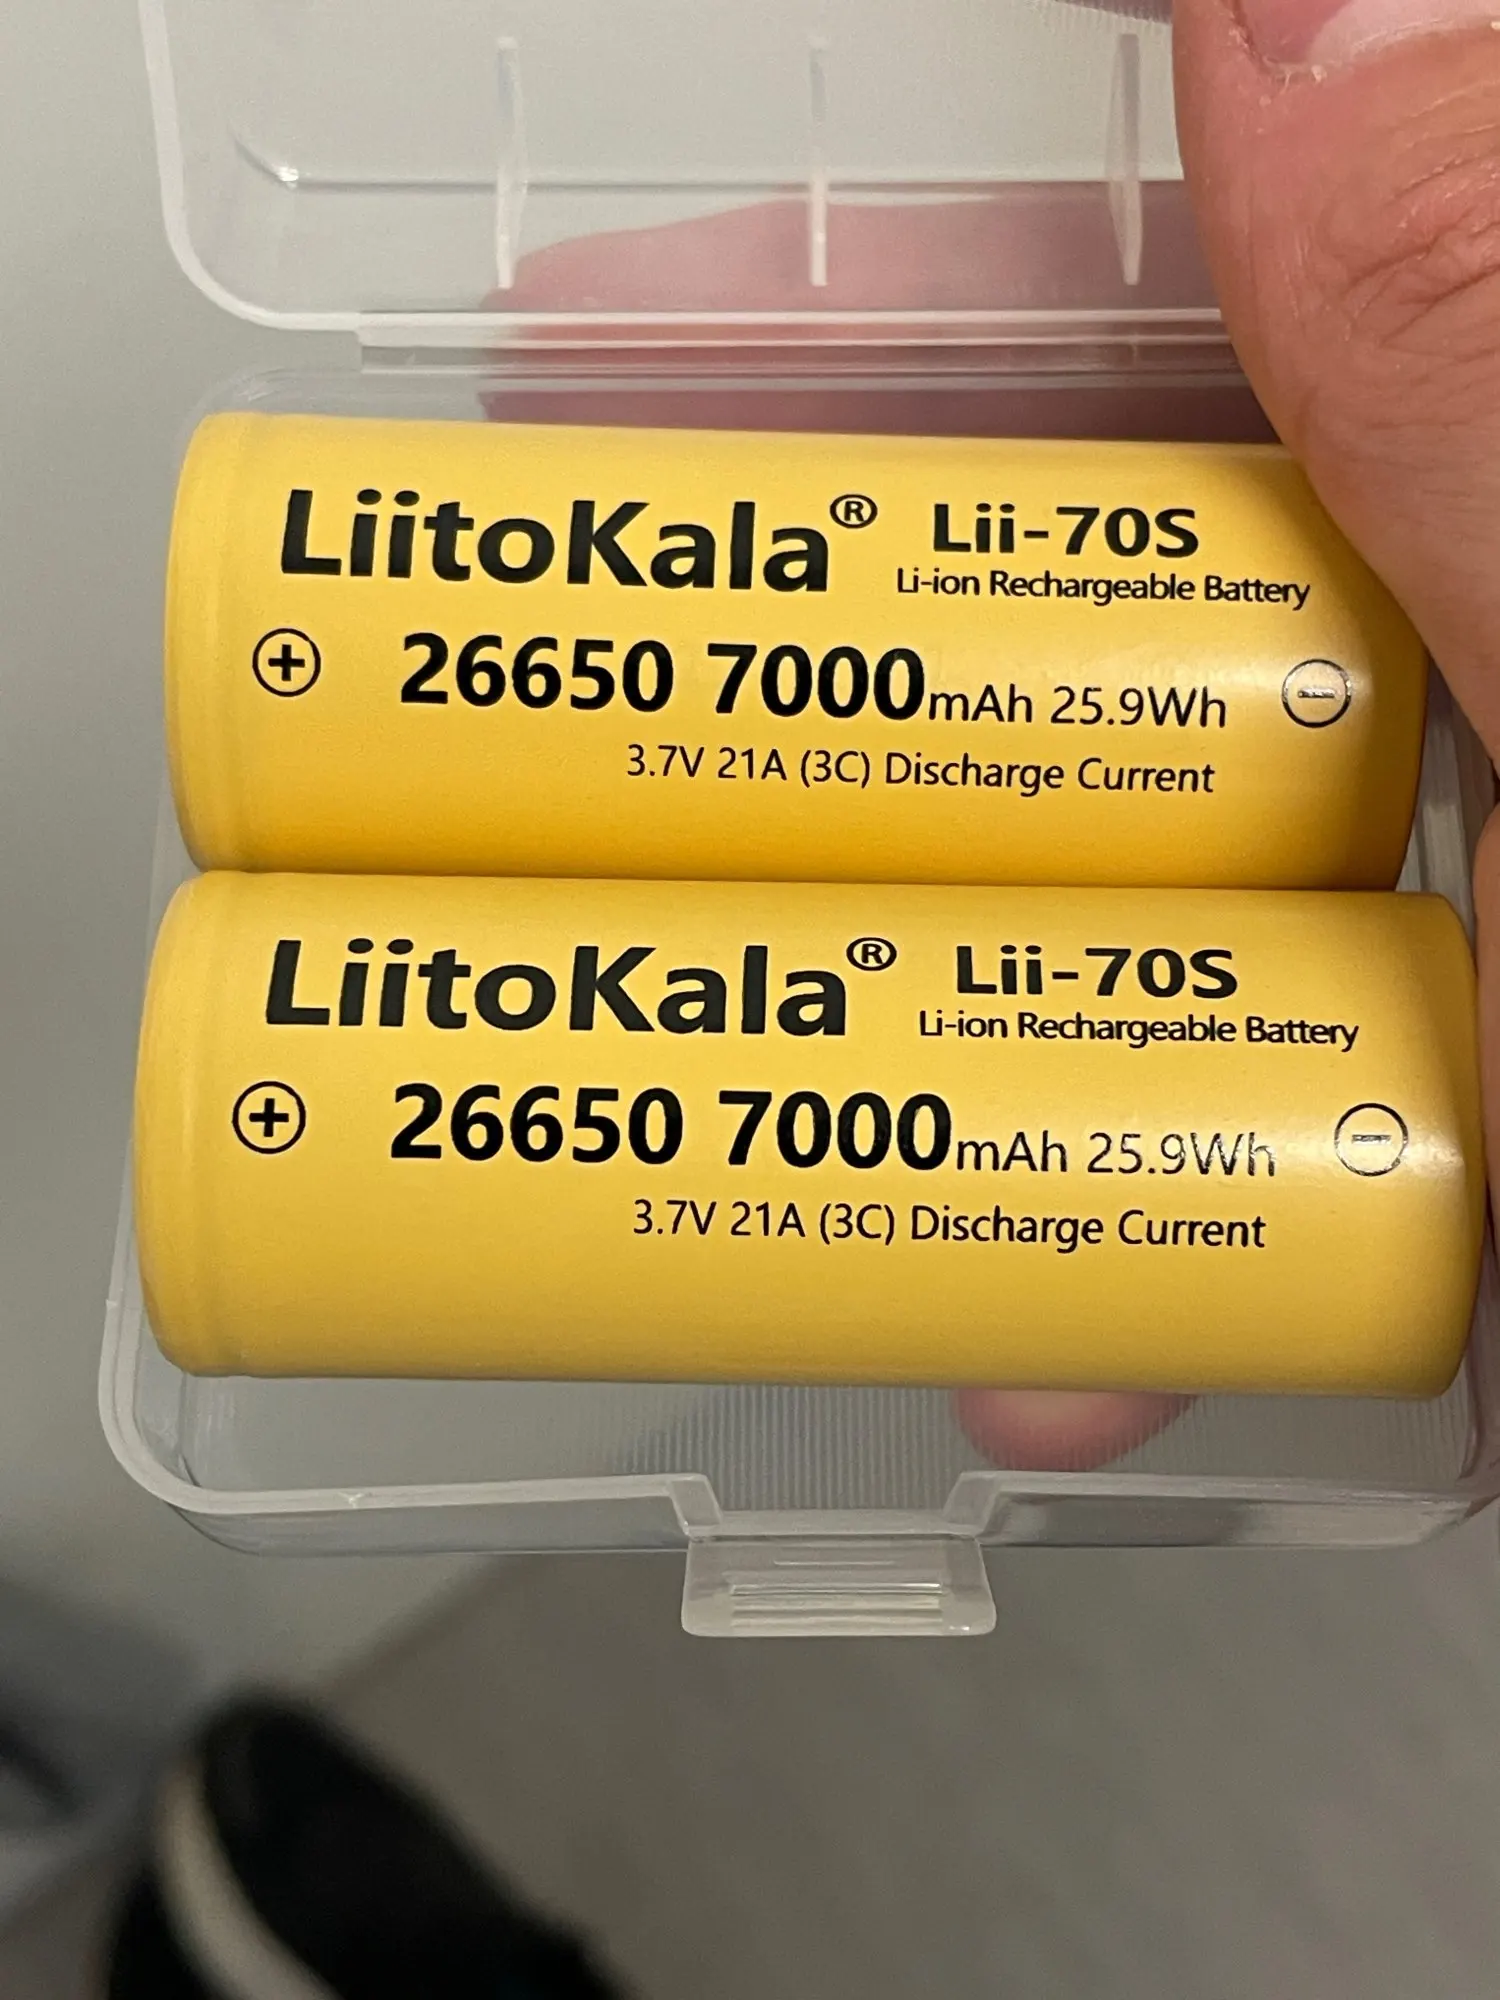 LiitoKala® Lii-70S
Li-ion Rechargeable Battery
+ 26650 7000mAh 25.9Wh -
3.7V 21A (3C) Discharge Current
LiitoKala® Lii-70S
Li-ion Rechargeable Battery
+ 26650 7000mAh 25.9Wh -
3.7V 21A (3C) Discharge Current